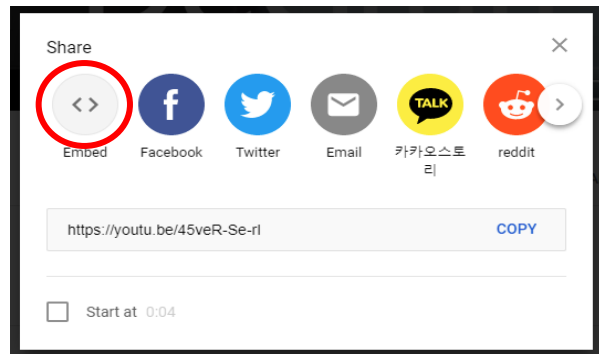 Share
f
TALK
Embed
Facebook
Twitter
Email
카카오스토
리
reddit
https://youtu.be/45veR-Se-rI
COPY
Start at 0:04